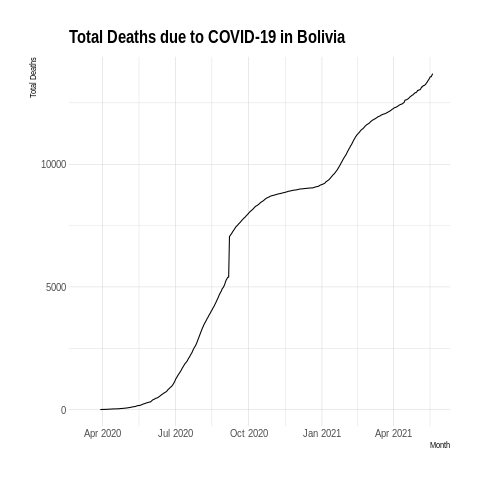 Total Deaths due to COVID-19 in Bolivia
Total Deaths
10000
5000
0
Apr 2020 Jul 2020 Oct 2020 Jan 2021 Apr 2021
Month